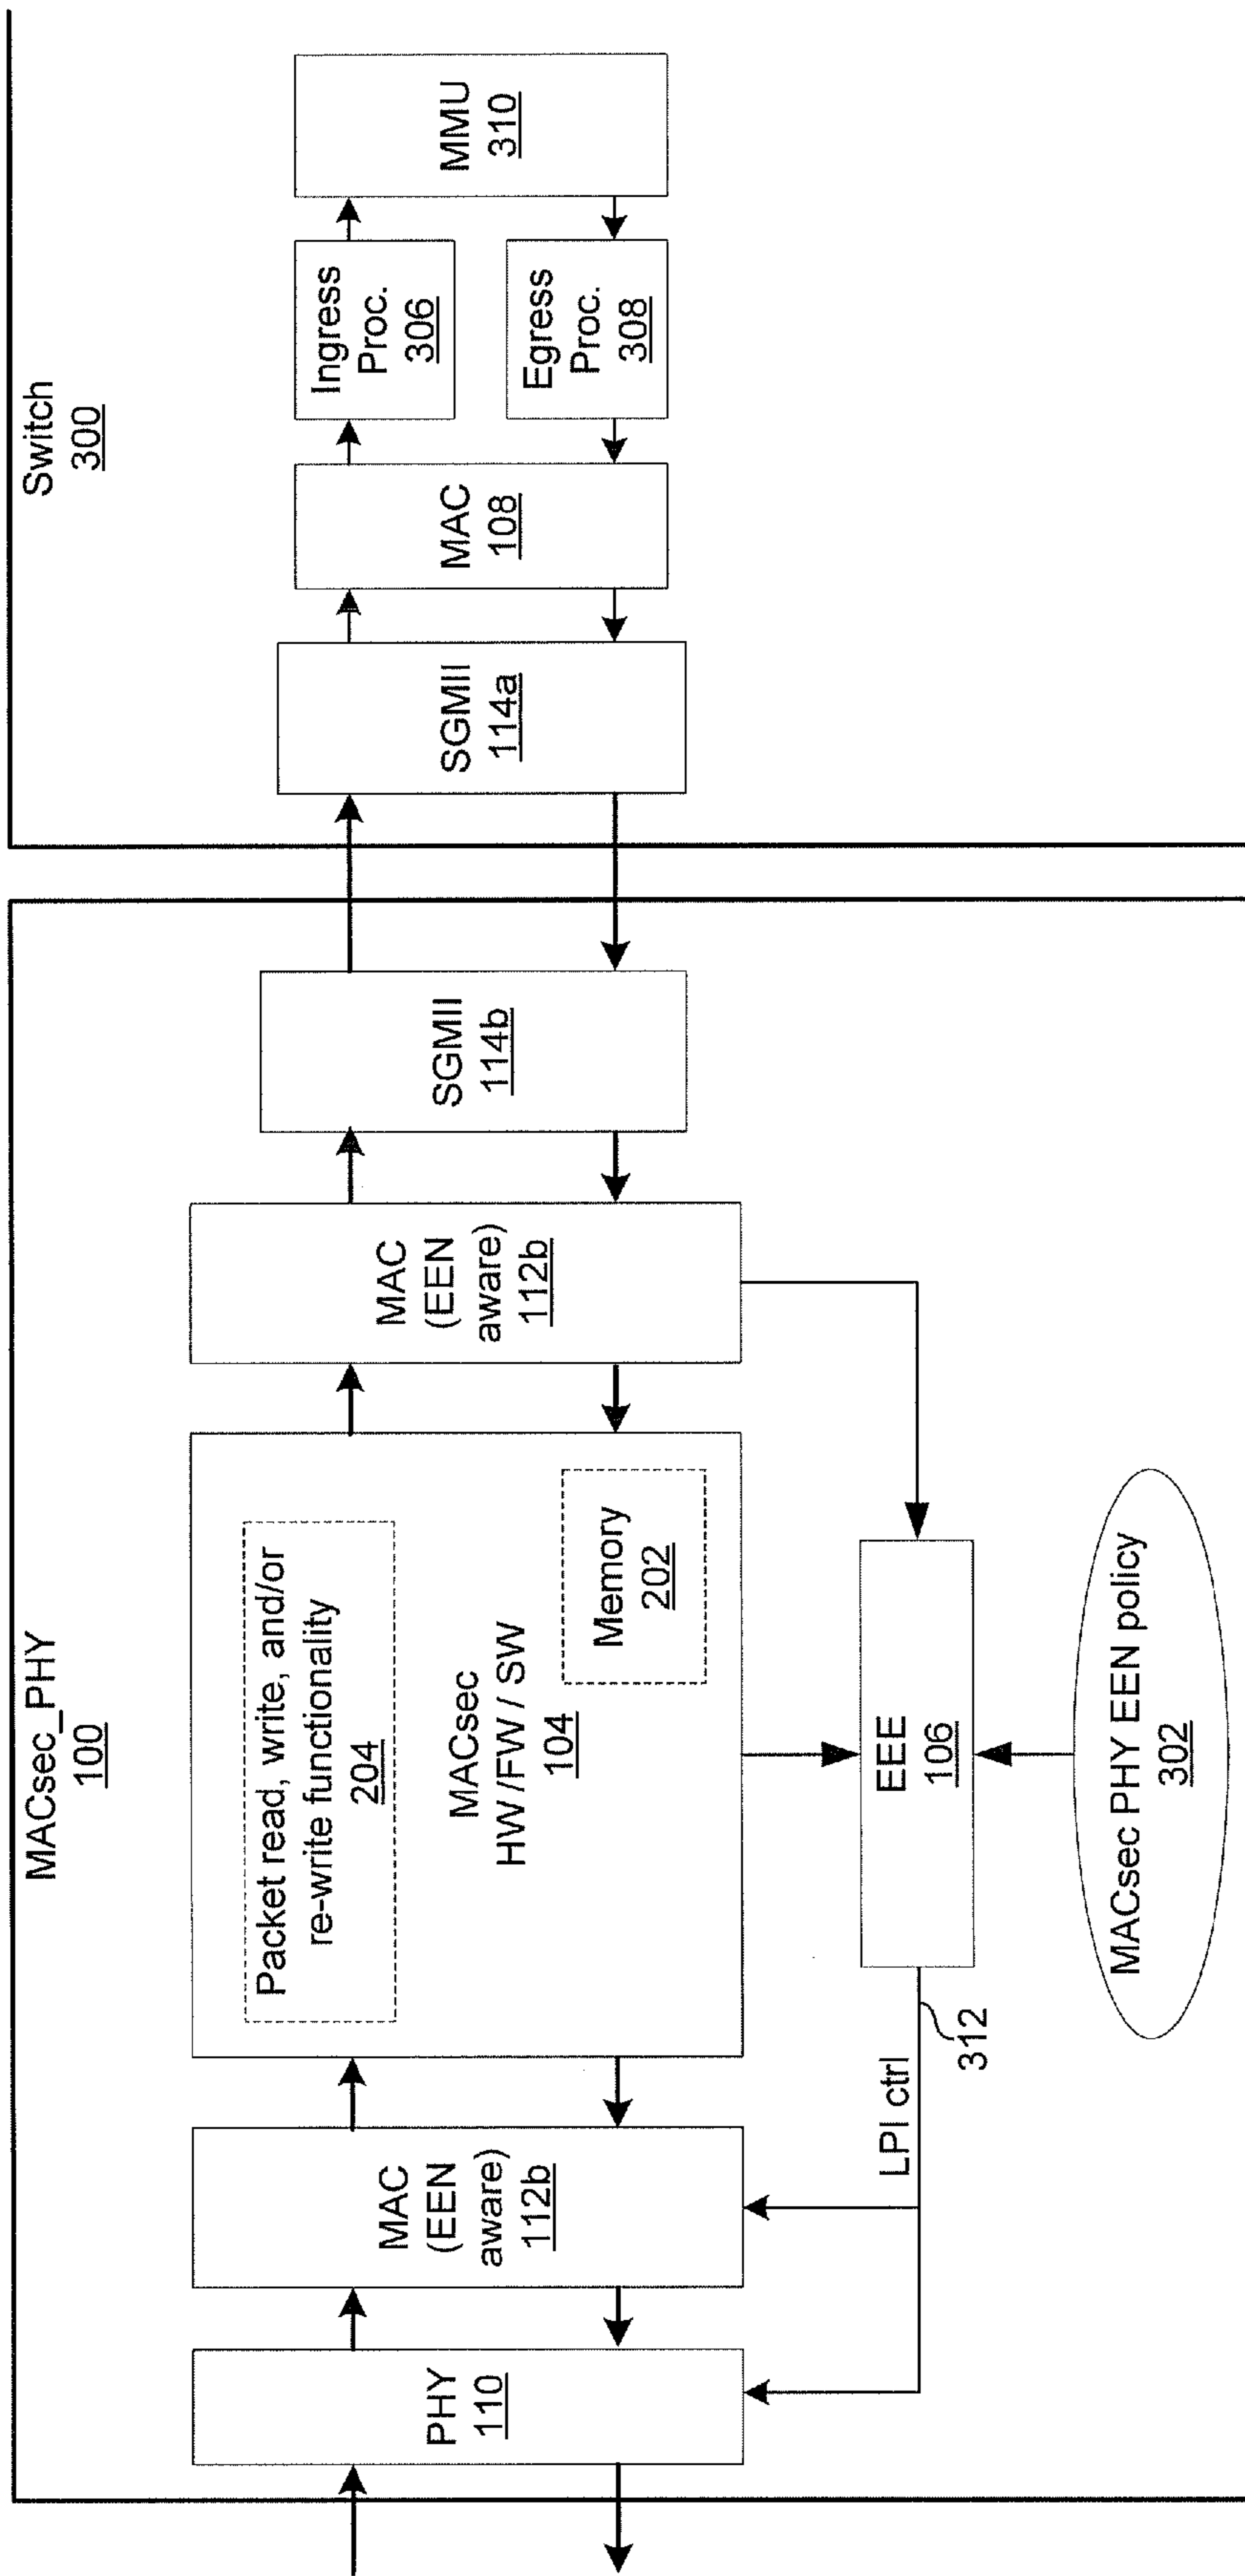 MACsec_PHY
100
Switch
300
PHY
110
MAC
(EEN
aware)
112b
Packet read, write, and/or
re-write functionality
204
MACsec
HW /FW / SW
104
Memory
202
MAC
(EEN
aware)
112b
SGMII
114b
SGMII
114a
MAC
108
Ingress
Proc.
306
Egress
Proc.
308
MMU
310
LPI ctrl
312
EEE
106
MACsec PHY EEN policy
302